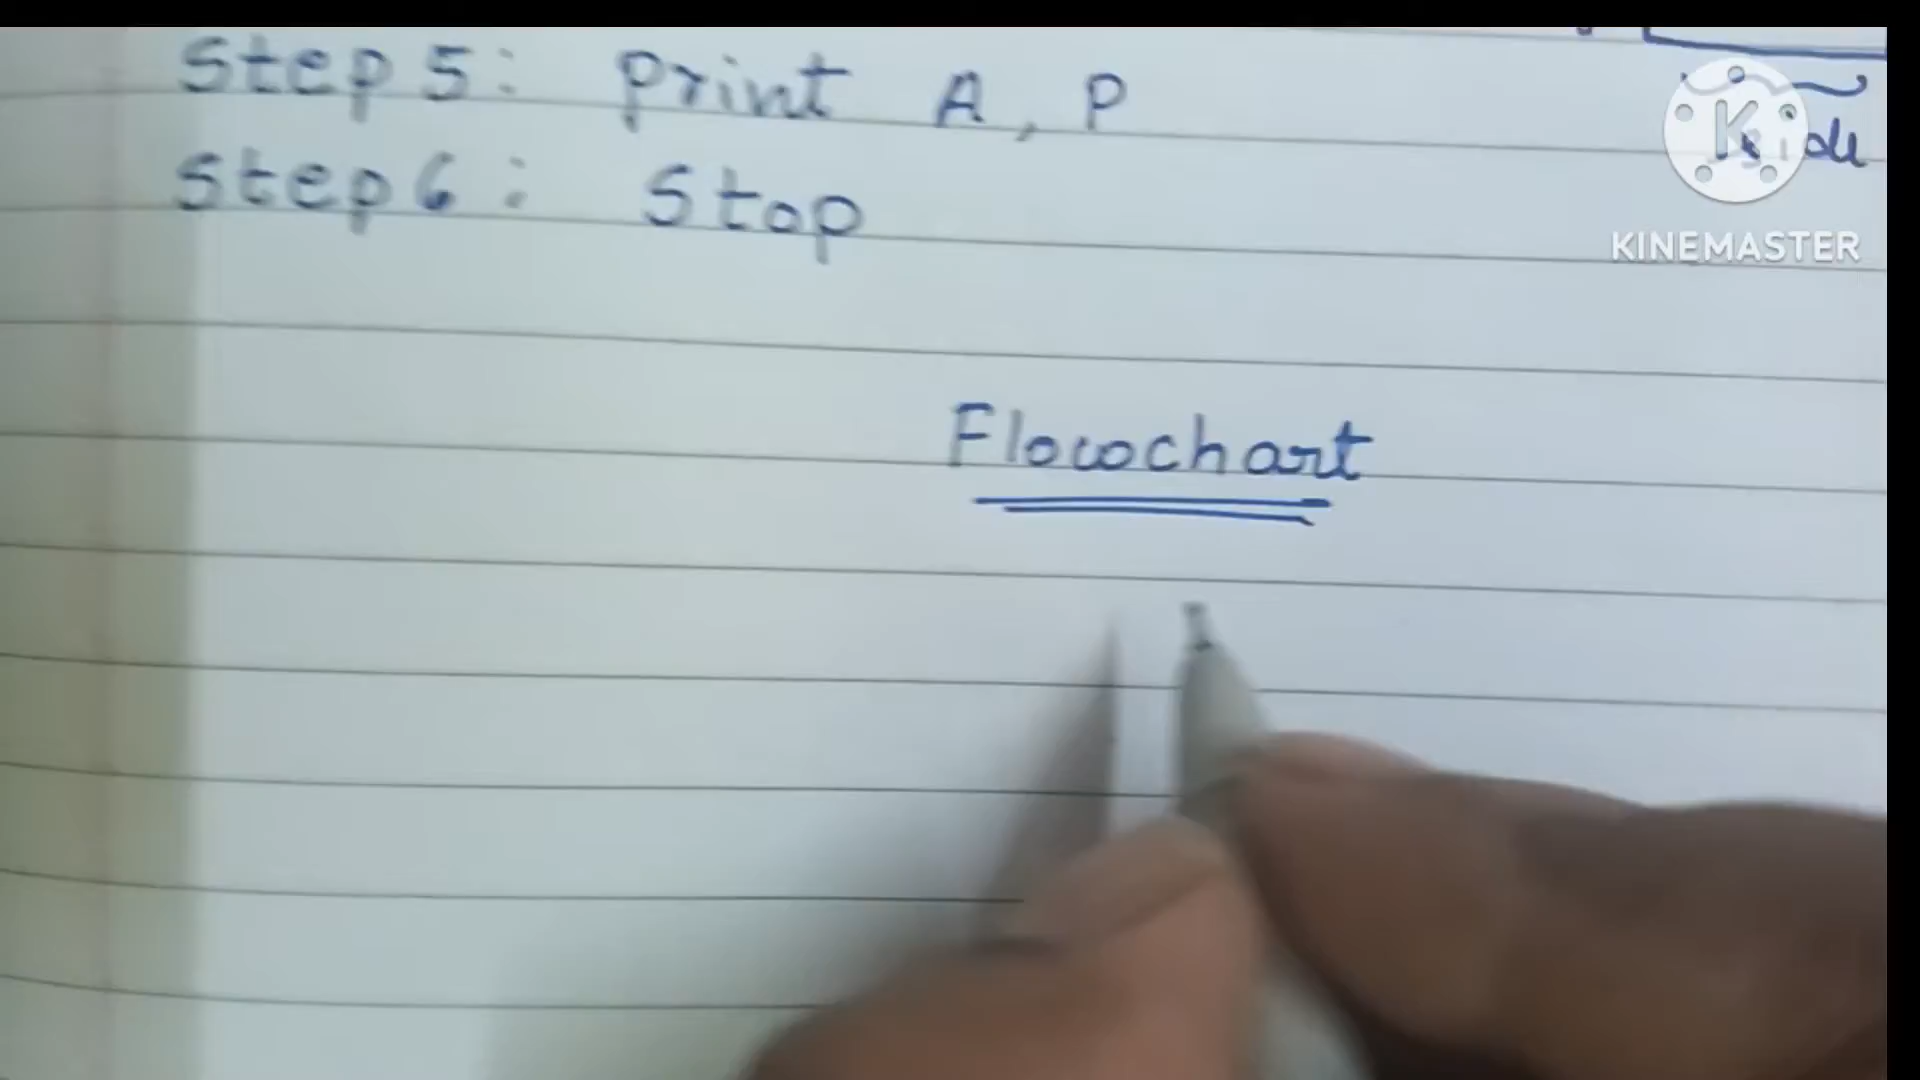 Step 5: print A, P
Step 6: Stop
KINEMASTER
Flowchart